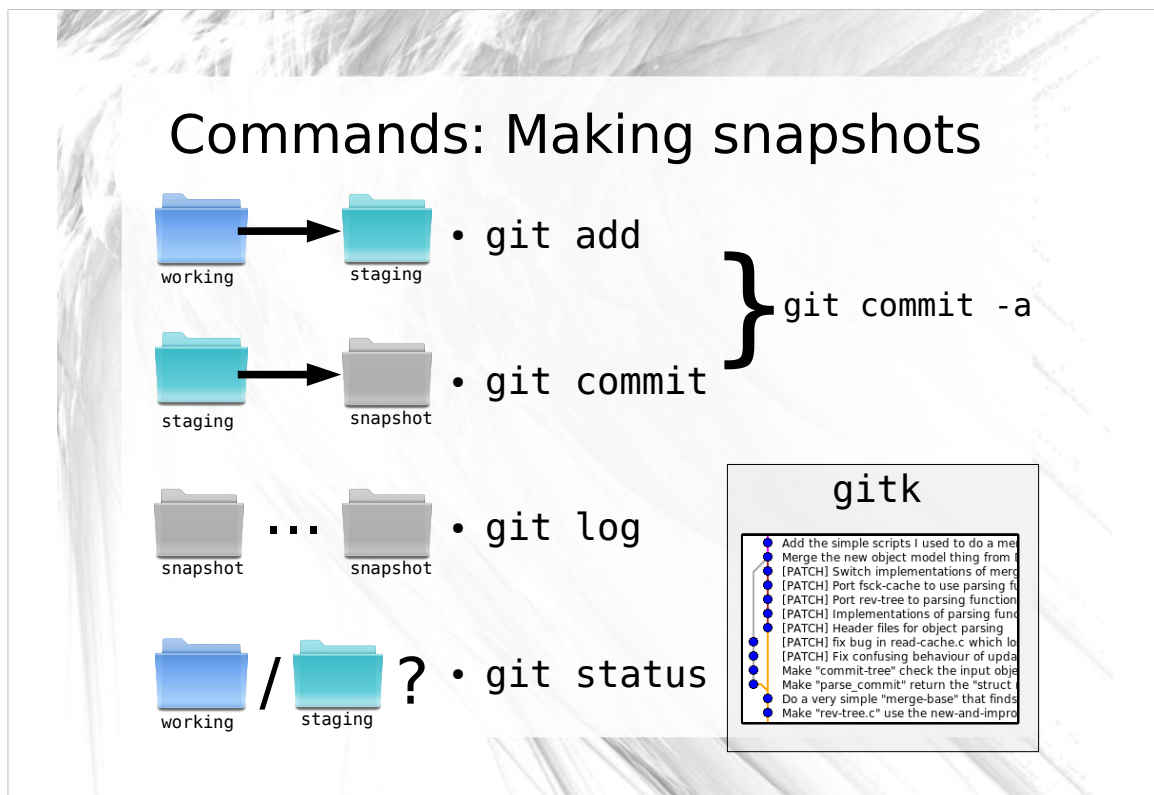 Commands: Making snapshots
working
staging
• git add
} git commit -a
staging
snapshot
• git commit
snapshot
...
snapshot
• git log
working
/
staging
?
• git status
gitk
Add the simple scripts I used to do a mer
Merge the new object model thing from
[PATCH] Switch implementations of merg
[PATCH] Port fsck-cache to use parsing fu
[PATCH] Port rev-tree to parsing function
[PATCH] Implementations of parsing func
[PATCH] Header files for object parsing
[PATCH] fix bug in read-cache.c which lo
[PATCH] Fix confusing behaviour of upda
Make "commit-tree" check the input obje
Make "parse_commit" return the "struct
Do a very simple "merge-base" that finds
Make "rev-tree.c" use the new-and-impro